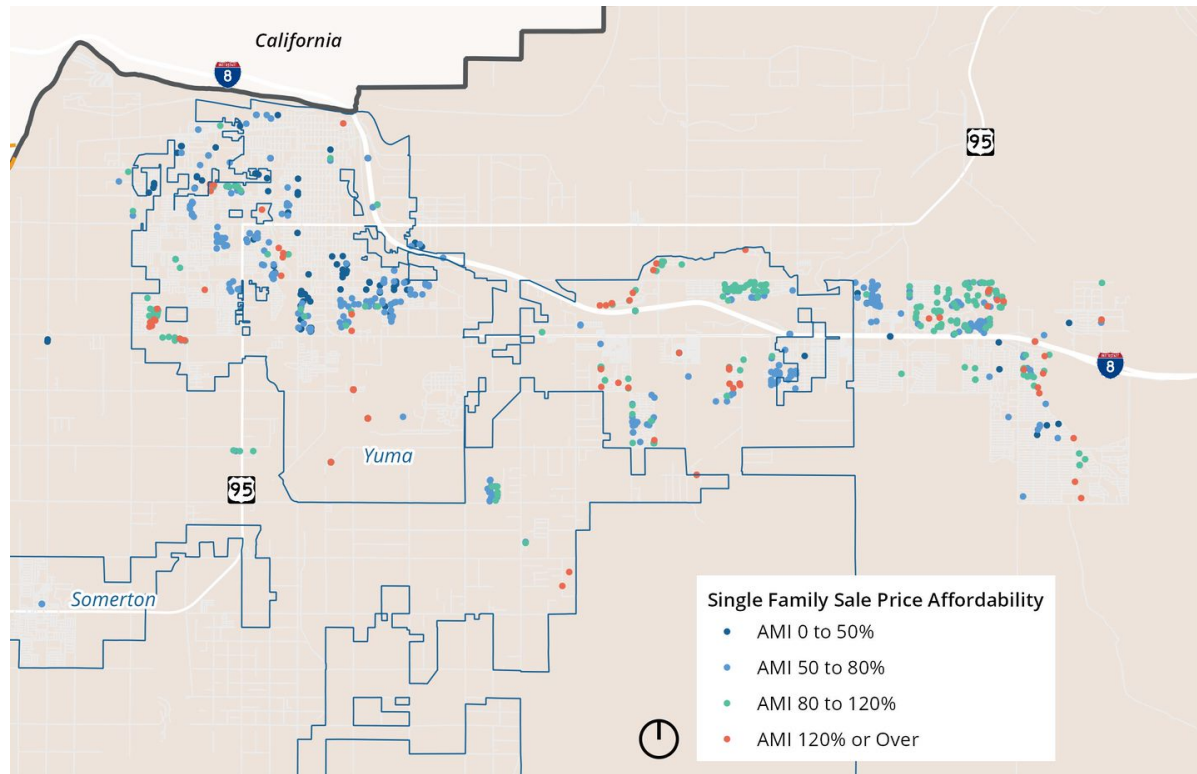 California
8
95
8
Yuma
95
Somerton
Single Family Sale Price Affordability
AMI 0 to 50%
AMI 50 to 80%
AMI 80 to 120%
AMI 120% or Over